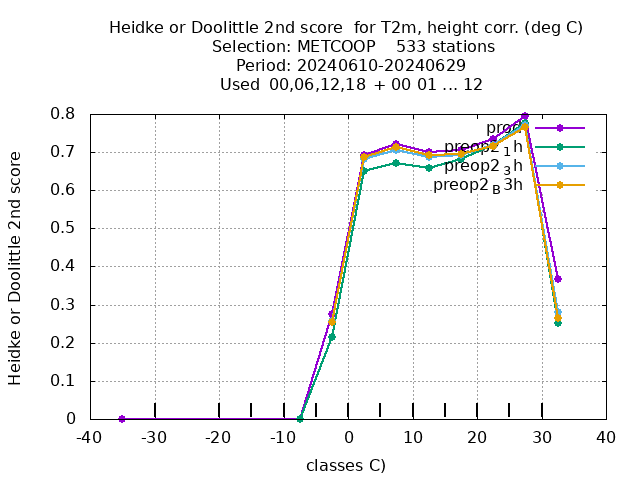 Heidke or Doolittle 2nd score  for T2m, height corr. (deg C)
Selection: METCOOP    533 stations
Period: 20240610-20240629
Used  00,06,12,18  + 00 01 ... 12
Heidke or Doolittle 2nd score
0.8
0.7
0.6
0.5
0.4
0.3
0.2
0.1
0
prod
preop2 1h
preop2 3h
preop2 B3h
-40 -30 -20 -10 0 10 20 30 40
classes C)